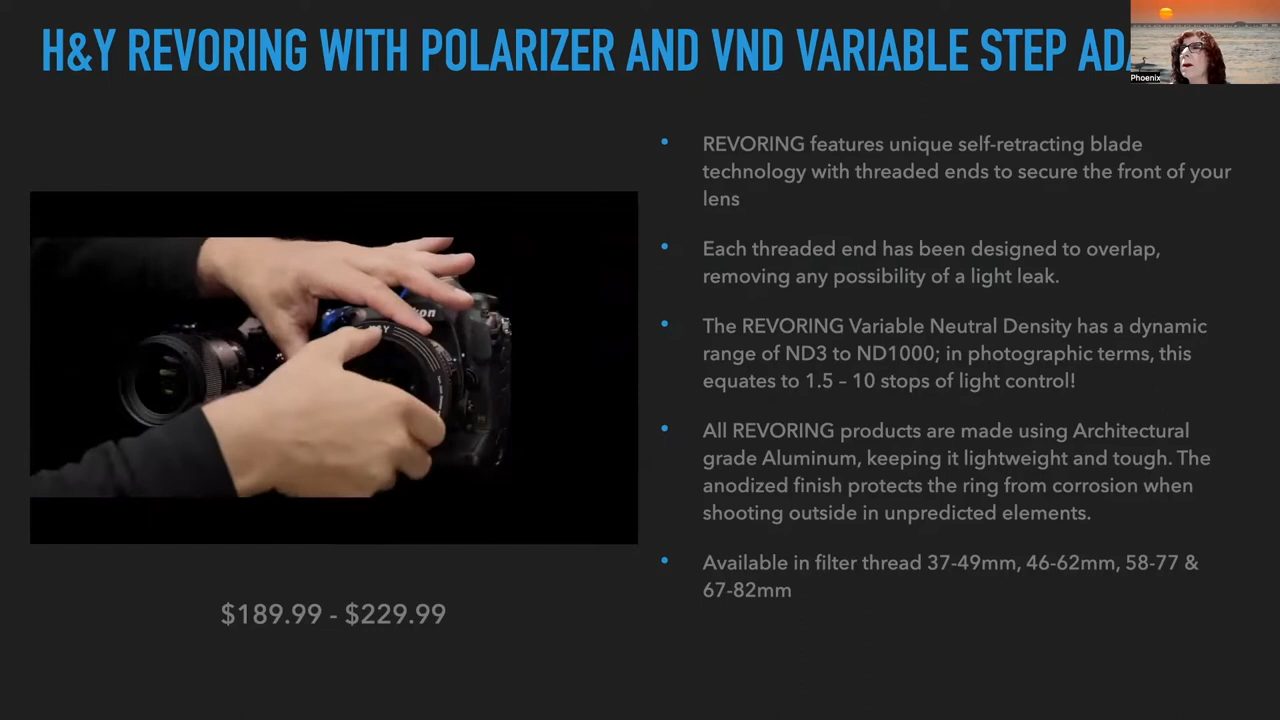 H&Y REVORING WITH POLARIZER AND VND VARIABLE STEP
Phoenix
REVORING features unique self-retracting blade
technology with threaded ends to secure the front of your
lens
Each threaded end has been designed to overlap,
removing any possibility of a light leak.
The REVORING Variable Neutral Density has a dynamic
range of ND3 to ND1000; in photographic terms, this
equates to 1.5 – 10 stops of light control!
All REVORING products are made using Architectural
grade Aluminum, keeping it lightweight and tough. The
anodized finish protects the ring from corrosion when
shooting outside in unpredicted elements.
Available in filter thread 37-49mm, 46-62mm, 58-77 &
67-82mm
$189.99 - $229.99